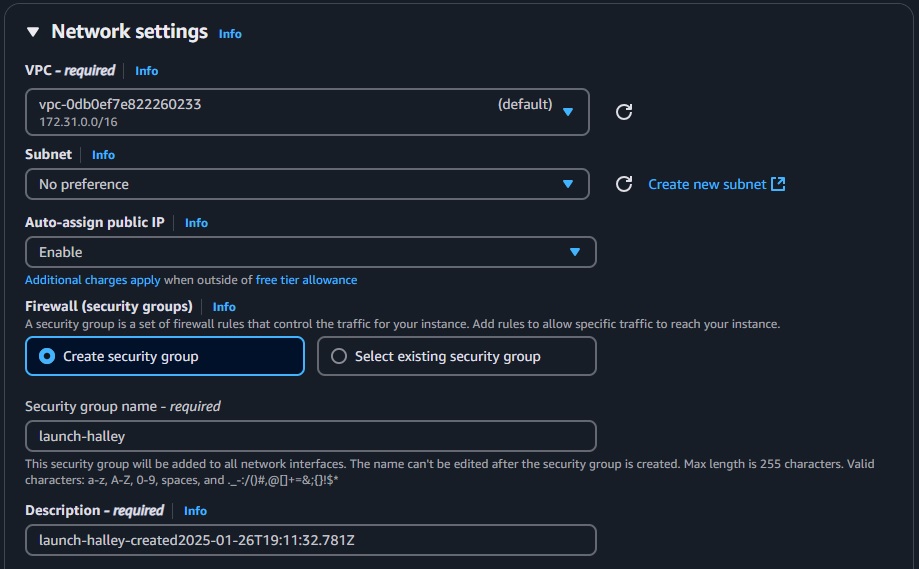 Network settings Info
VPC - required Info
vpc-0db0ef7e822260233 (default)
172.31.0.0/16
Subnet Info
No preference
Create new subnet
Auto-assign public IP Info
Enable
Additional charges apply when outside of free tier allowance
Firewall (security groups) Info
A security group is a set of firewall rules that control the traffic for your instance. Add rules to allow specific traffic to reach your instance.
Create security group
Select existing security group
Security group name - required
launch-halley
This security group will be added to all network interfaces. The name can't be edited after the security group is created. Max length is 255 characters. Valid
characters: a-z, A-Z, 0-9, spaces, and ._-:/()#,@[]+=&;{}!$*
Description - required Info
launch-halley-created2025-01-26T19:11:32.781Z